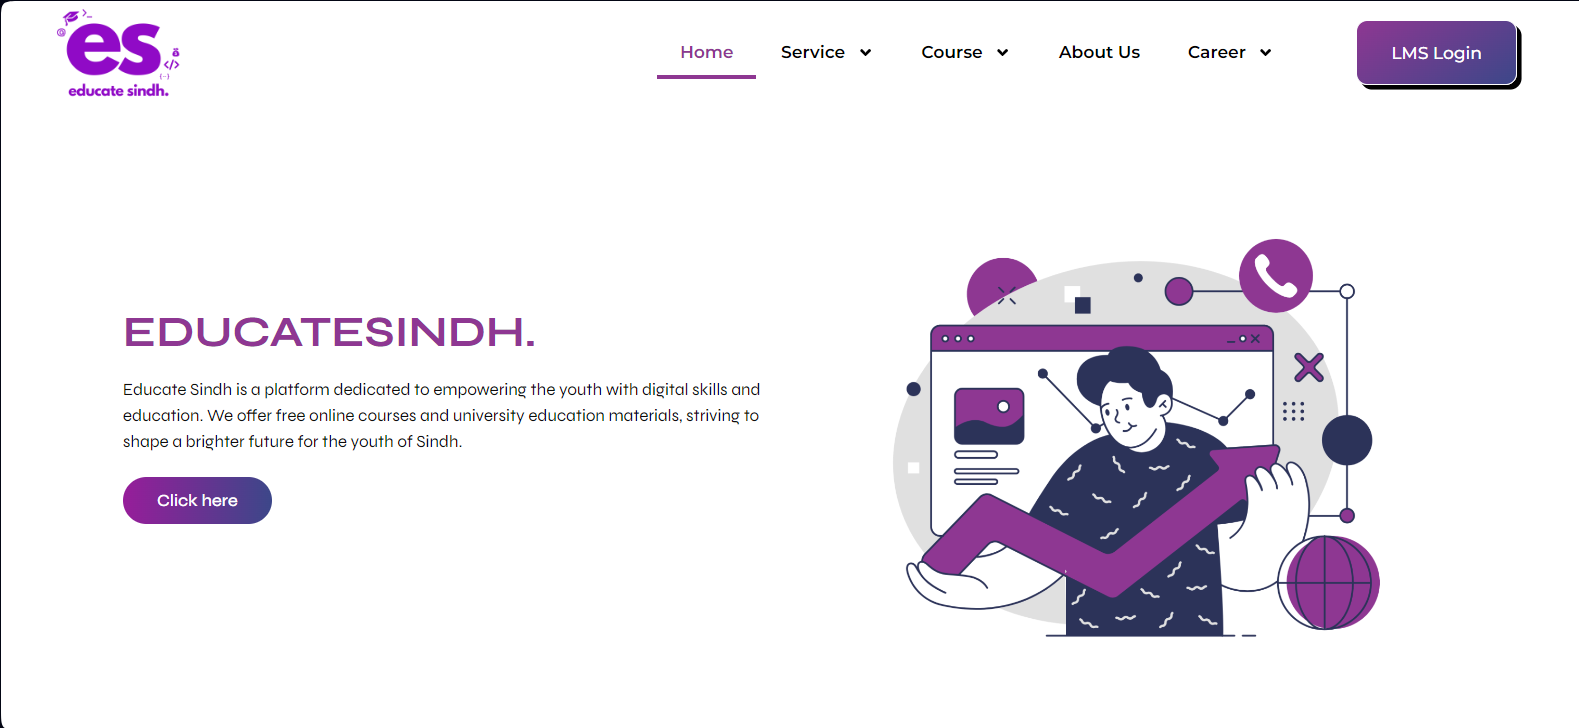 es
educate sindh.
Home
Service
Course
About Us
Career
LMS Login
EDUCATESINDH.
Educate Sindh is a platform dedicated to empowering the youth with digital skills and
education. We offer free online courses and university education materials, striving to
shape a brighter future for the youth of Sindh.
Click here